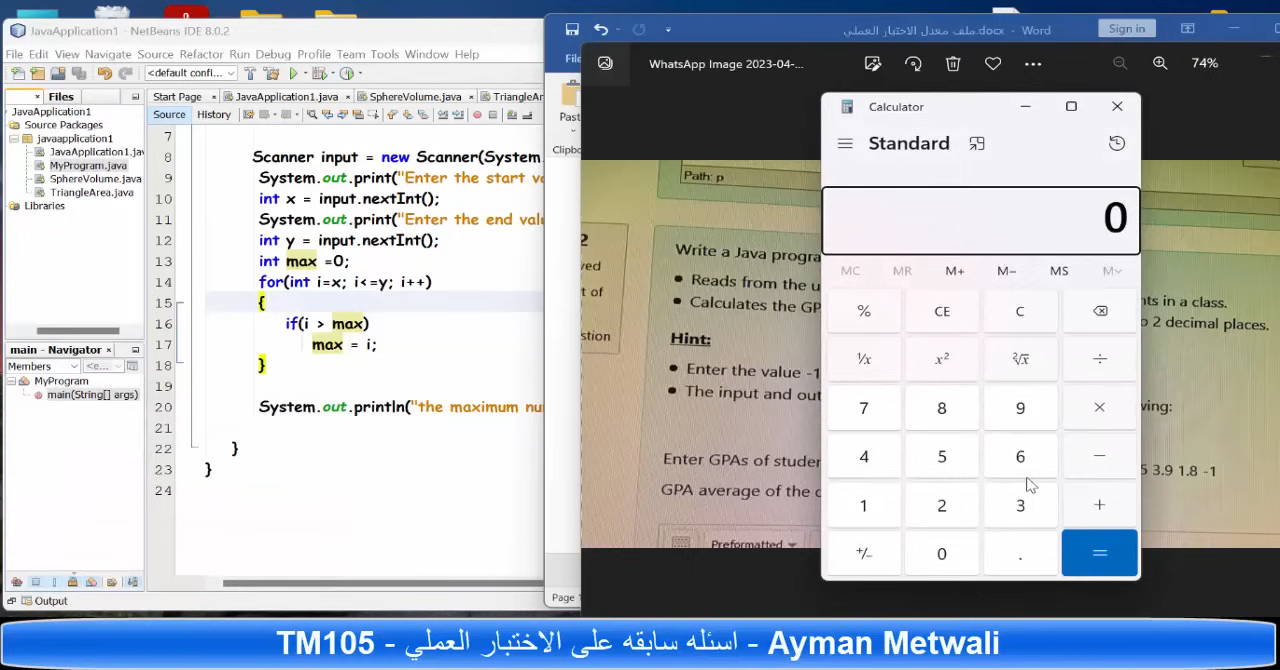 JavaApplication1 - NetBeans IDE 8.0.2
File Edit View Navigate Source Refactor Run Debug Profile Team Tools Window Help
<default confi...
Files
JavaApplication1
Source Packages
javaapplication1
JavaApplication1.jav
MyProgram.java
SphereVolume.java
TriangleArea.java
Libraries
main - Navigator
Members
<e...
MyProgram
main(String[] args)
Output
Start Page
JavaApplication1.java
SphereVolume.java
TriangleArea
Source
History
7
8 Scanner input = new Scanner(System.
9 System.out.print("Enter the start va
10 int x = input.nextInt();
11 System.out.print("Enter the end valu
12 int y = input.nextInt();
13 int max =0;
14 for(int i=x; i<=y; i++)
15 {
16 if(i > max)
17 max = i;
18 }
19
20 System.out.println("the maximum nu
21
22 }
23 }
24
ملف معدل الاختبار العملي.docx - Word
Sign in
Fil
Past
Clipbo
Page 1
WhatsApp Image 2023-04-...
74%
Path: p
2
ved
t of
stion
Write a Java progra
Reads from the u
nts in a class.
Calculates the GP
o 2 decimal places.
Hint:
Enter the value -1
The input and out
wing:
Enter GPAs of stude
5 3.9 1.8 -1
GPA average of the c
Preformatted
Calculator
Standard
0
MC MR M+ M− MS M
% CE C
¹/x x² ²√x ÷
7 8 9 ×
4 5 6 −
1 2 3 +
+/− 0 . =
TM105 - اسئله سابقه على الاختبار العملي - Ayman Metwali